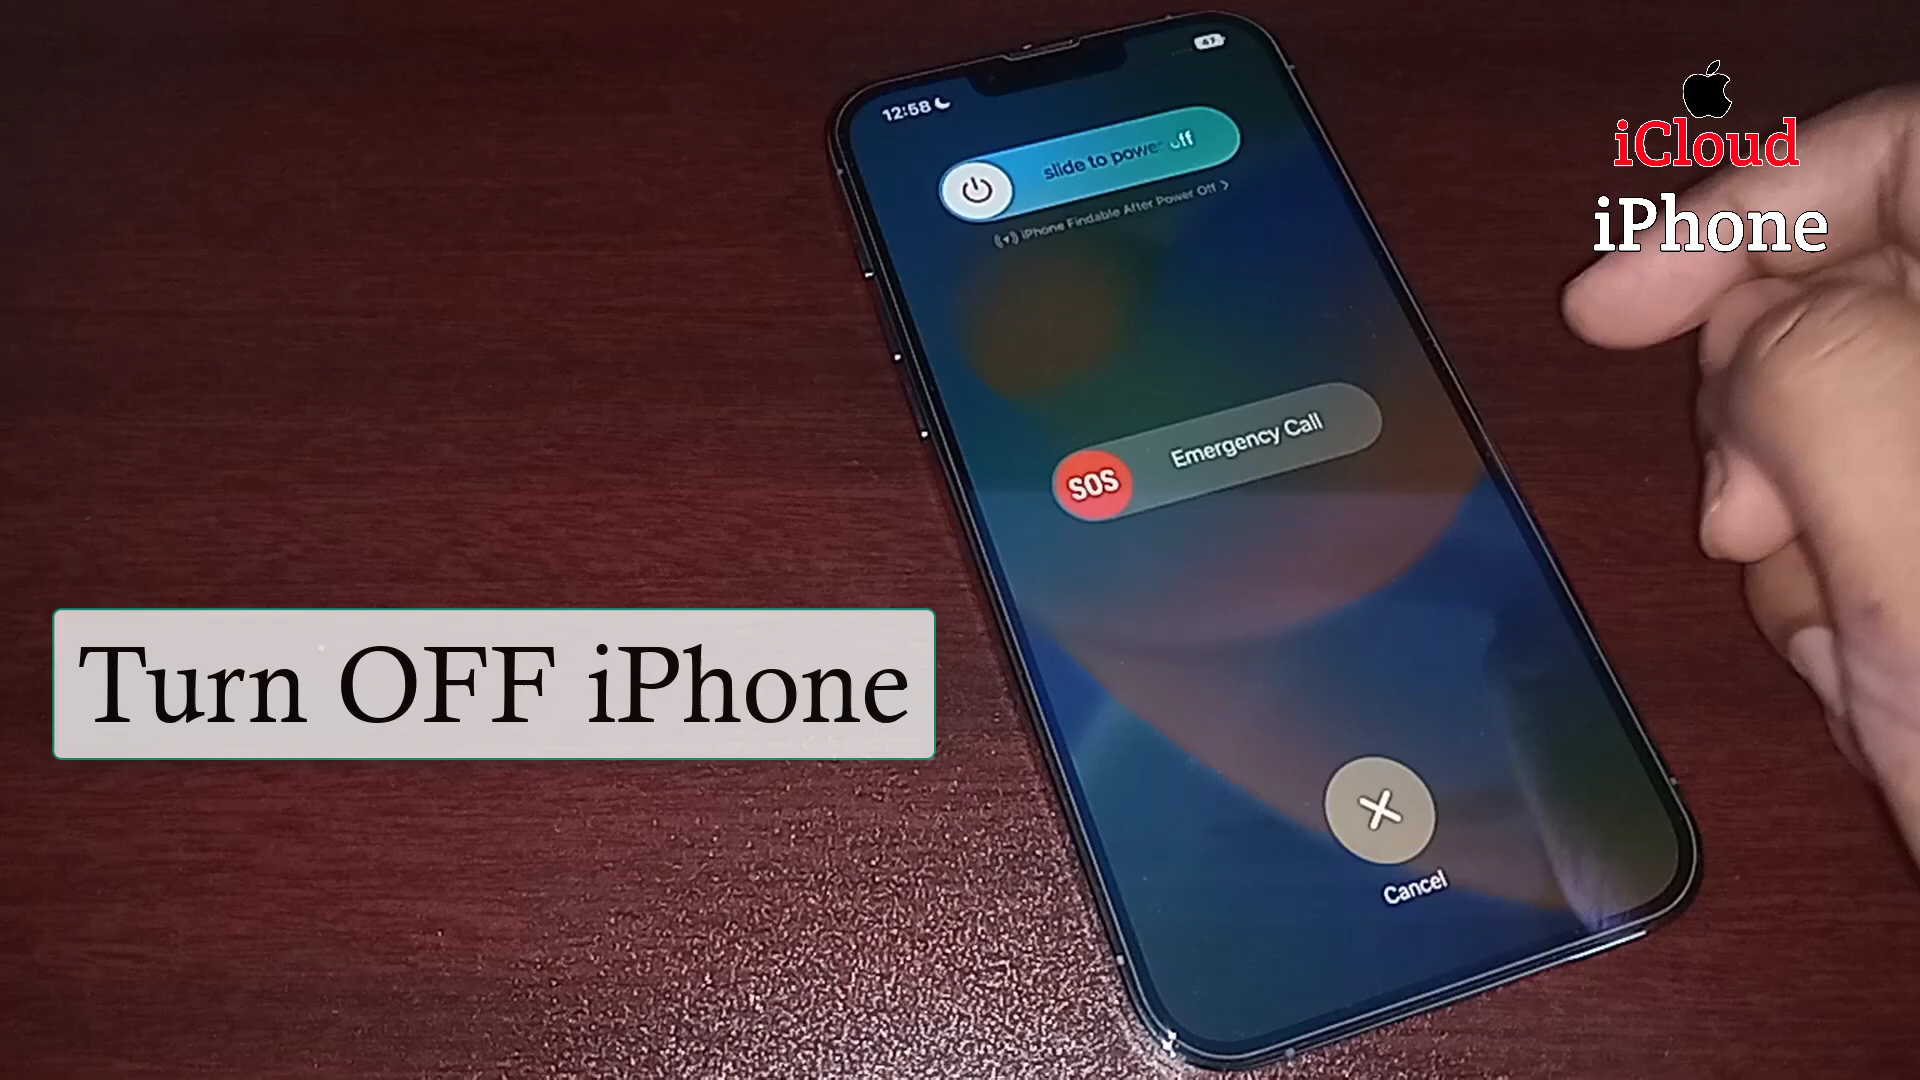 12:58
47
slide to power off
iPhone Findable After Power Off
SOS
Emergency Call
Cancel
iCloud
iPhone
Turn OFF iPhone